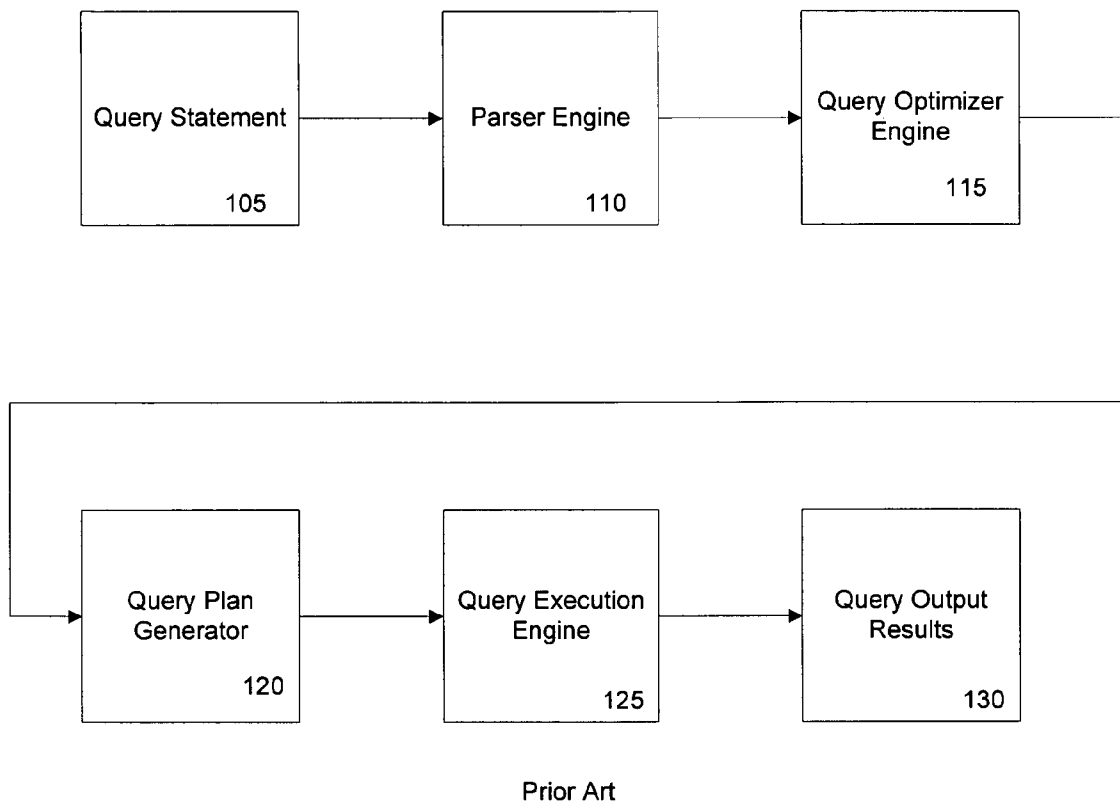 Query Statement
105
Parser Engine
110
Query Optimizer
Engine
115
Query Plan
Generator
120
Query Execution
Engine
125
Query Output
Results
130
Prior Art